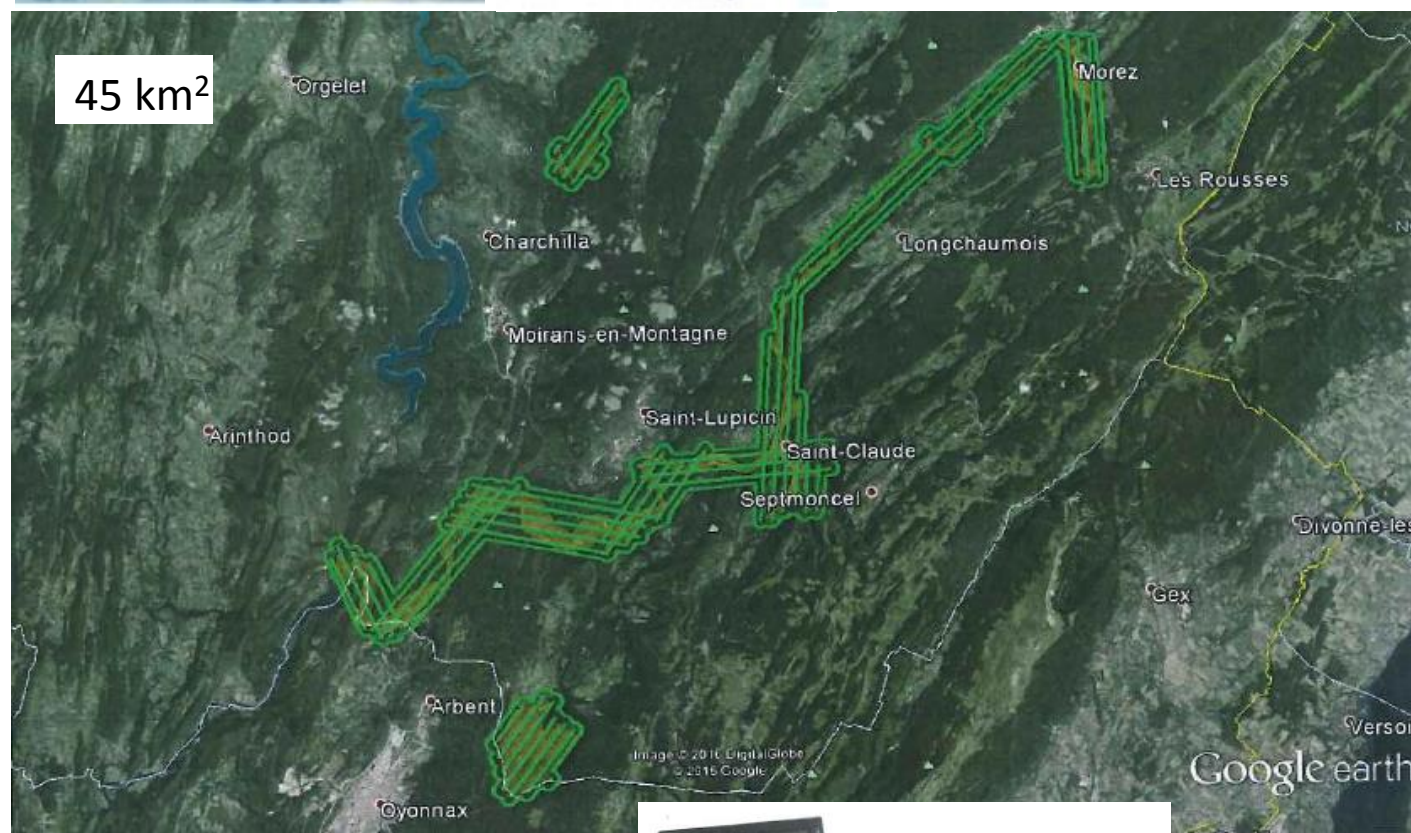 45 km²
Orgelet
Morez
Les Rousses
Charchilla
Longchaumois
Moirans-en-Montagne
Saint-Lupicin
Arinthod
Saint-Claude
Septmoncel
Divonne-les
Gex
Arbent
Verso
Image © 2016 DigitalGlobe
© 2016 Google
Google earth
Oyonnax